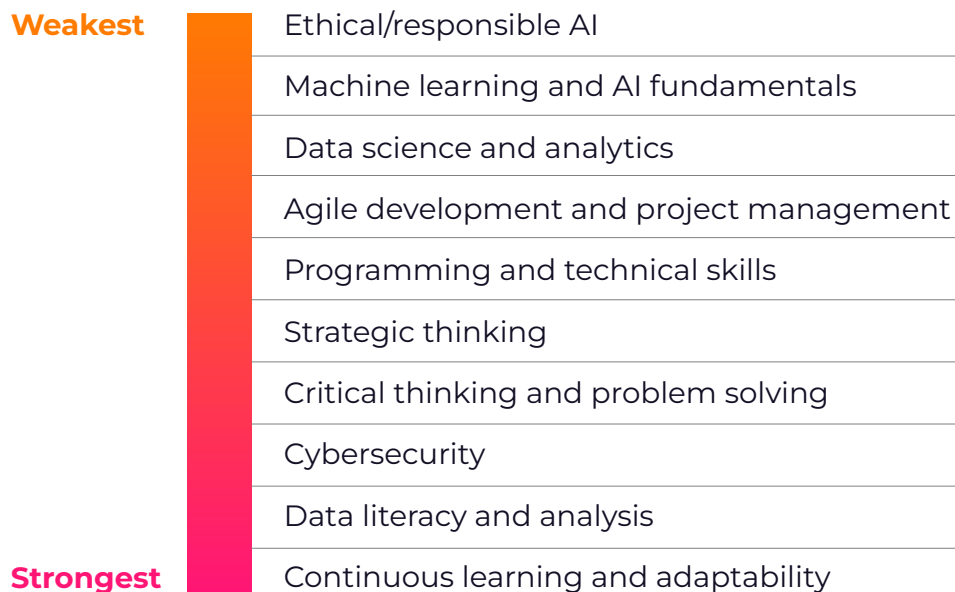 Weakest
Ethical/responsible AI
Machine learning and AI fundamentals
Data science and analytics
Agile development and project management
Programming and technical skills
Strategic thinking
Critical thinking and problem solving
Cybersecurity
Data literacy and analysis
Strongest
Continuous learning and adaptability